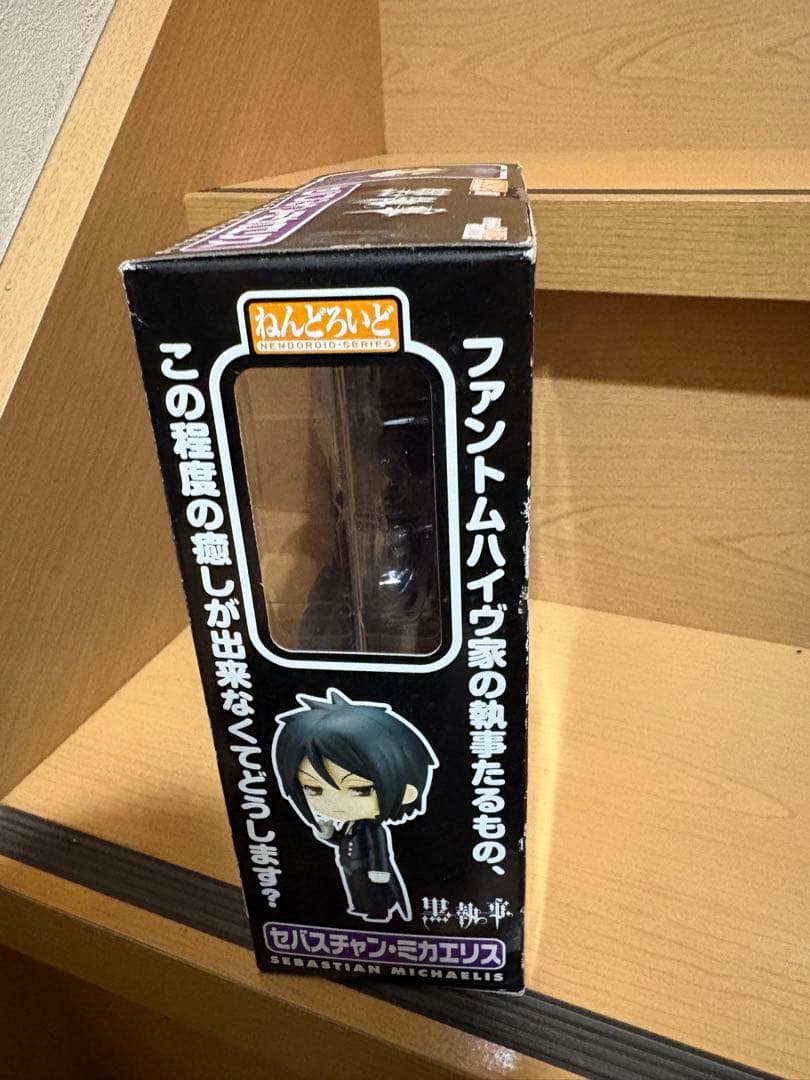 ねんどろいど
NENDOROID-SERIES
ファントムハイヴ家の執事たるもの、
この程度の癒しが出来なくてどうします?
黒執事
セバスチャン・ミカエリス
SEBASTIAN MICHAELIS